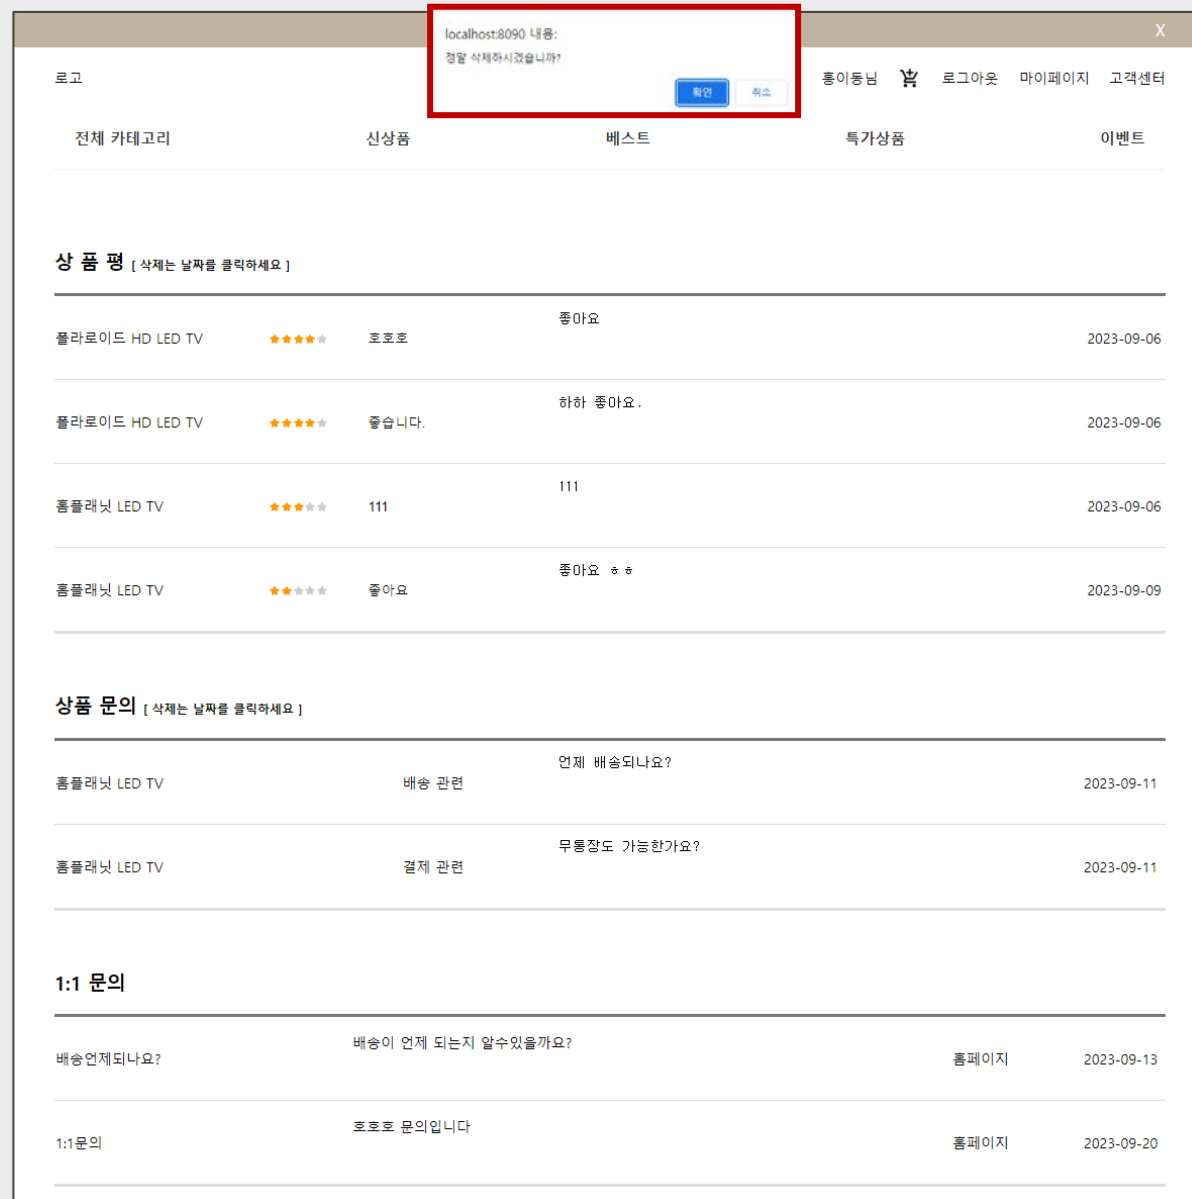 X
localhost:8090 내용:
정말 삭제하시겠습니까?
확인 취소
로고 홍이동님 로그아웃 마이페이지 고객센터
전체 카테고리 신상품 베스트 특가상품 이벤트
상 품 평 [ 삭제는 날짜를 클릭하세요 ]
폴라로이드 HD LED TV 호호호 좋아요 2023-09-06
폴라로이드 HD LED TV 좋습니다. 하하 좋아요. 2023-09-06
홈플래닛 LED TV 111 111 2023-09-06
홈플래닛 LED TV 좋아요 좋아요 ㅎㅎ 2023-09-09
상품 문의 [ 삭제는 날짜를 클릭하세요 ]
홈플래닛 LED TV 배송 관련 언제 배송되나요? 2023-09-11
홈플래닛 LED TV 결제 관련 무통장도 가능한가요? 2023-09-11
1:1 문의
배송언제되나요? 배송이 언제 되는지 알수있을까요? 홈페이지 2023-09-13
1:1문의 호호호 문의입니다 홈페이지 2023-09-20